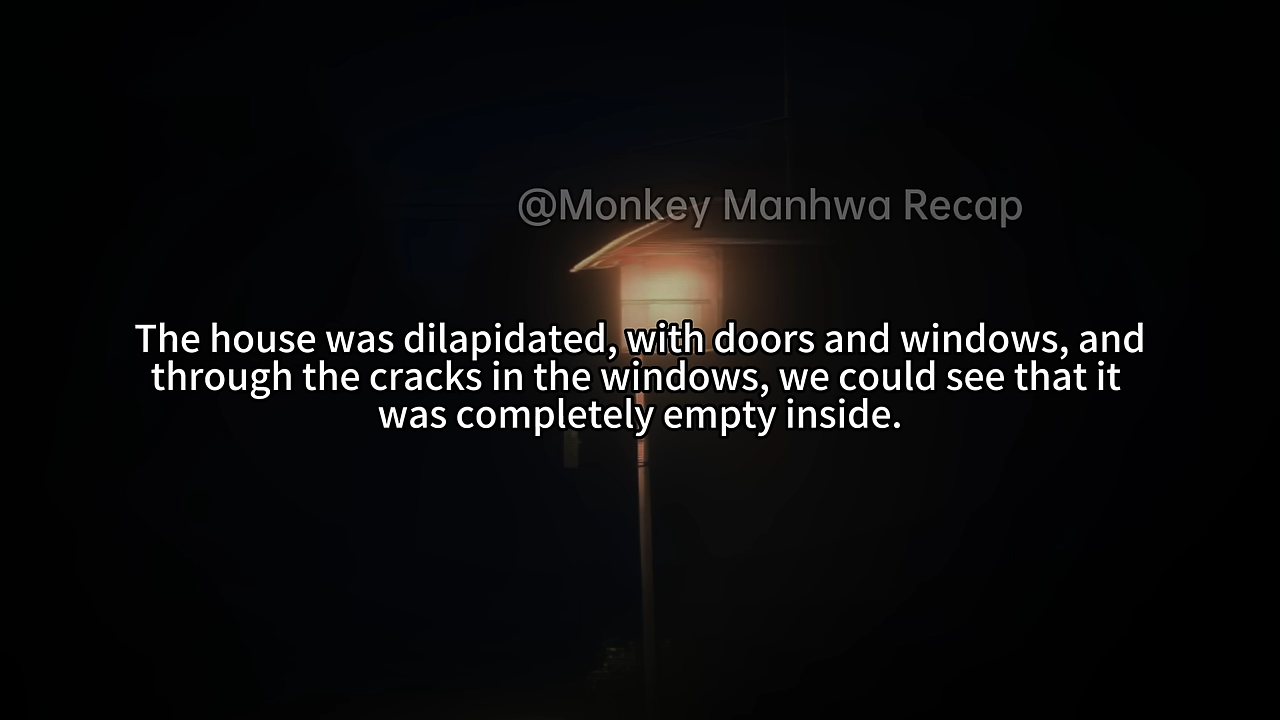 @Monkey Manhwa Recap
The house was dilapidated, with doors and windows, and
through the cracks in the windows, we could see that it
was completely empty inside.